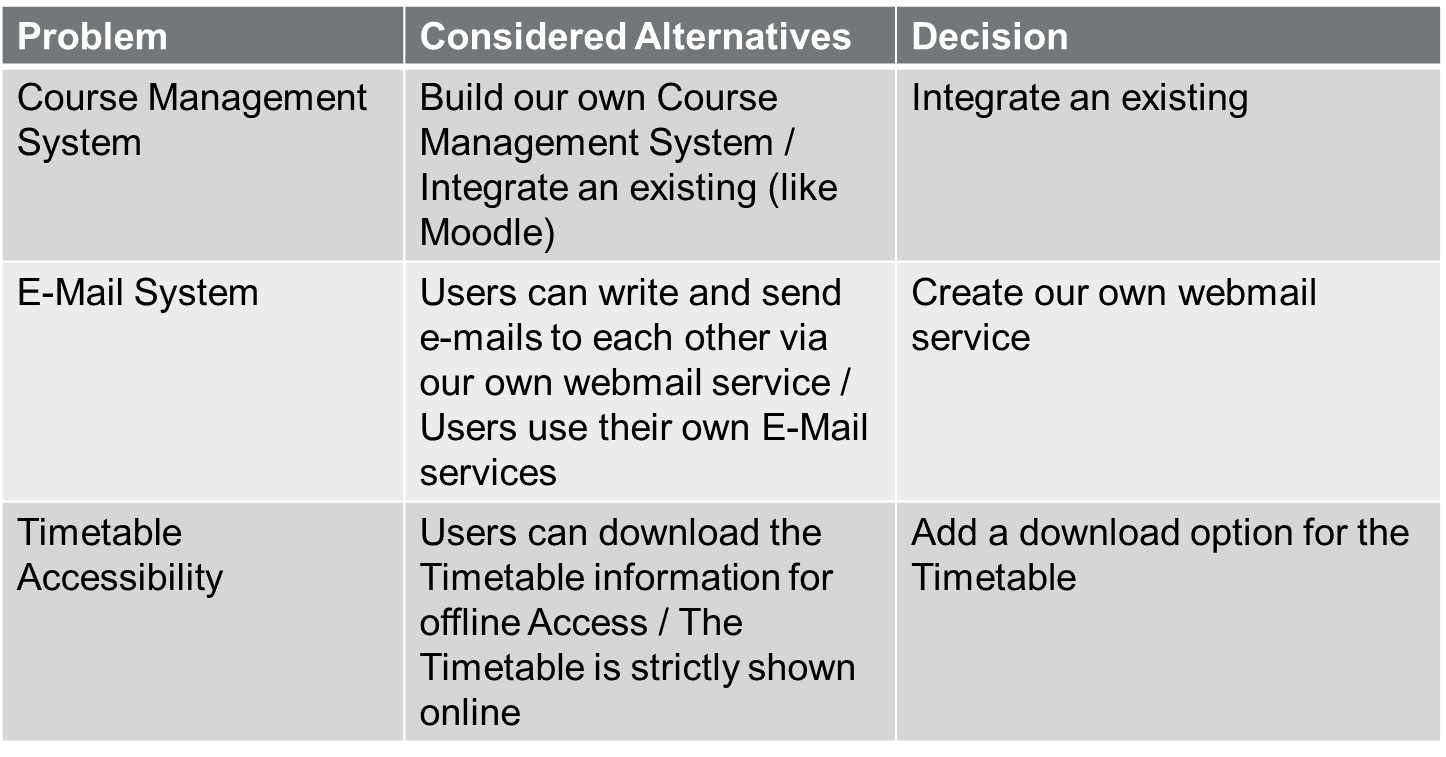 Problem
Considered Alternatives
Decision
Course Management
System
Build our own Course
Management System /
Integrate an existing (like
Moodle)
Integrate an existing
E-Mail System
Users can write and send
e-mails to each other via
our own webmail service /
Users use their own E-Mail
services
Create our own webmail
service
Timetable
Accessibility
Users can download the
Timetable information for
offline Access / The
Timetable is strictly shown
online
Add a download option for the
Timetable